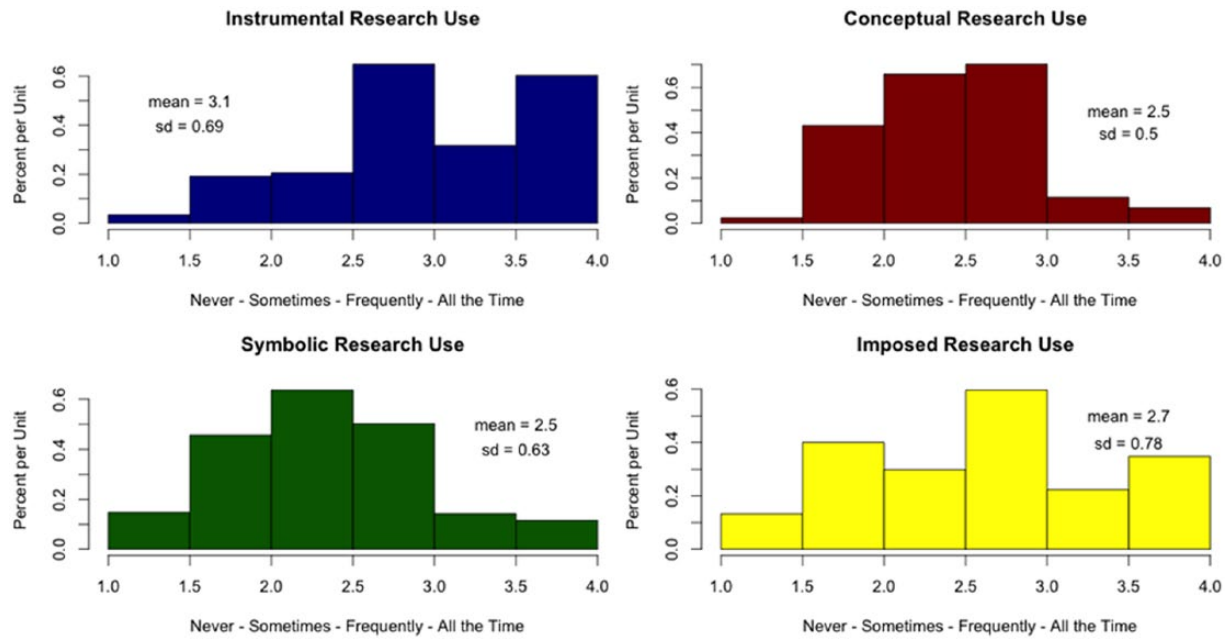 Instrumental Research Use
Percent per Unit
0.0 0.2 0.4 0.6
mean = 3.1
sd = 0.69
1.0 1.5 2.0 2.5 3.0 3.5 4.0
Never - Sometimes - Frequently - All the Time
Conceptual Research Use
Percent per Unit
0.0 0.2 0.4 0.6
mean = 2.5
sd = 0.5
1.0 1.5 2.0 2.5 3.0 3.5 4.0
Never - Sometimes - Frequently - All the Time
Symbolic Research Use
Percent per Unit
0.0 0.2 0.4 0.6
mean = 2.5
sd = 0.63
1.0 1.5 2.0 2.5 3.0 3.5 4.0
Never - Sometimes - Frequently - All the Time
Imposed Research Use
Percent per Unit
0.0 0.2 0.4 0.6
mean = 2.7
sd = 0.78
1.0 1.5 2.0 2.5 3.0 3.5 4.0
Never - Sometimes - Frequently - All the Time